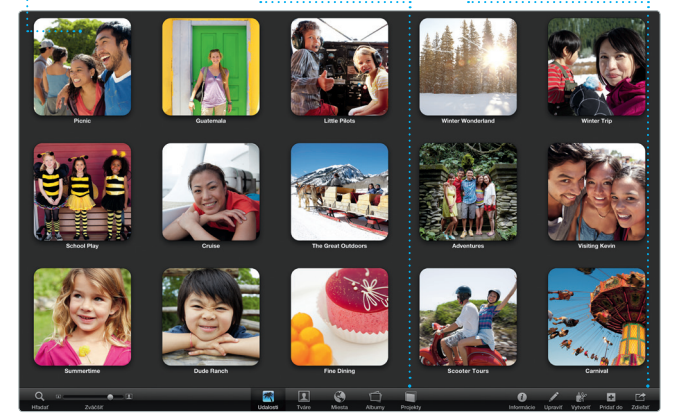 Picnic Guatemala Little Pilots Winter Wonderland Winter Trip
School Play Cruise The Great Outdoors Adventures Visiting Kevin
Summertime Dude Ranch Fine Dining Scooter Tours Carnival
Hľadať Zväčšiť Udalosti Tváre Miesta Albumy Projekty Informácie Upraviť Vytvoriť Pridať do Zdieľať